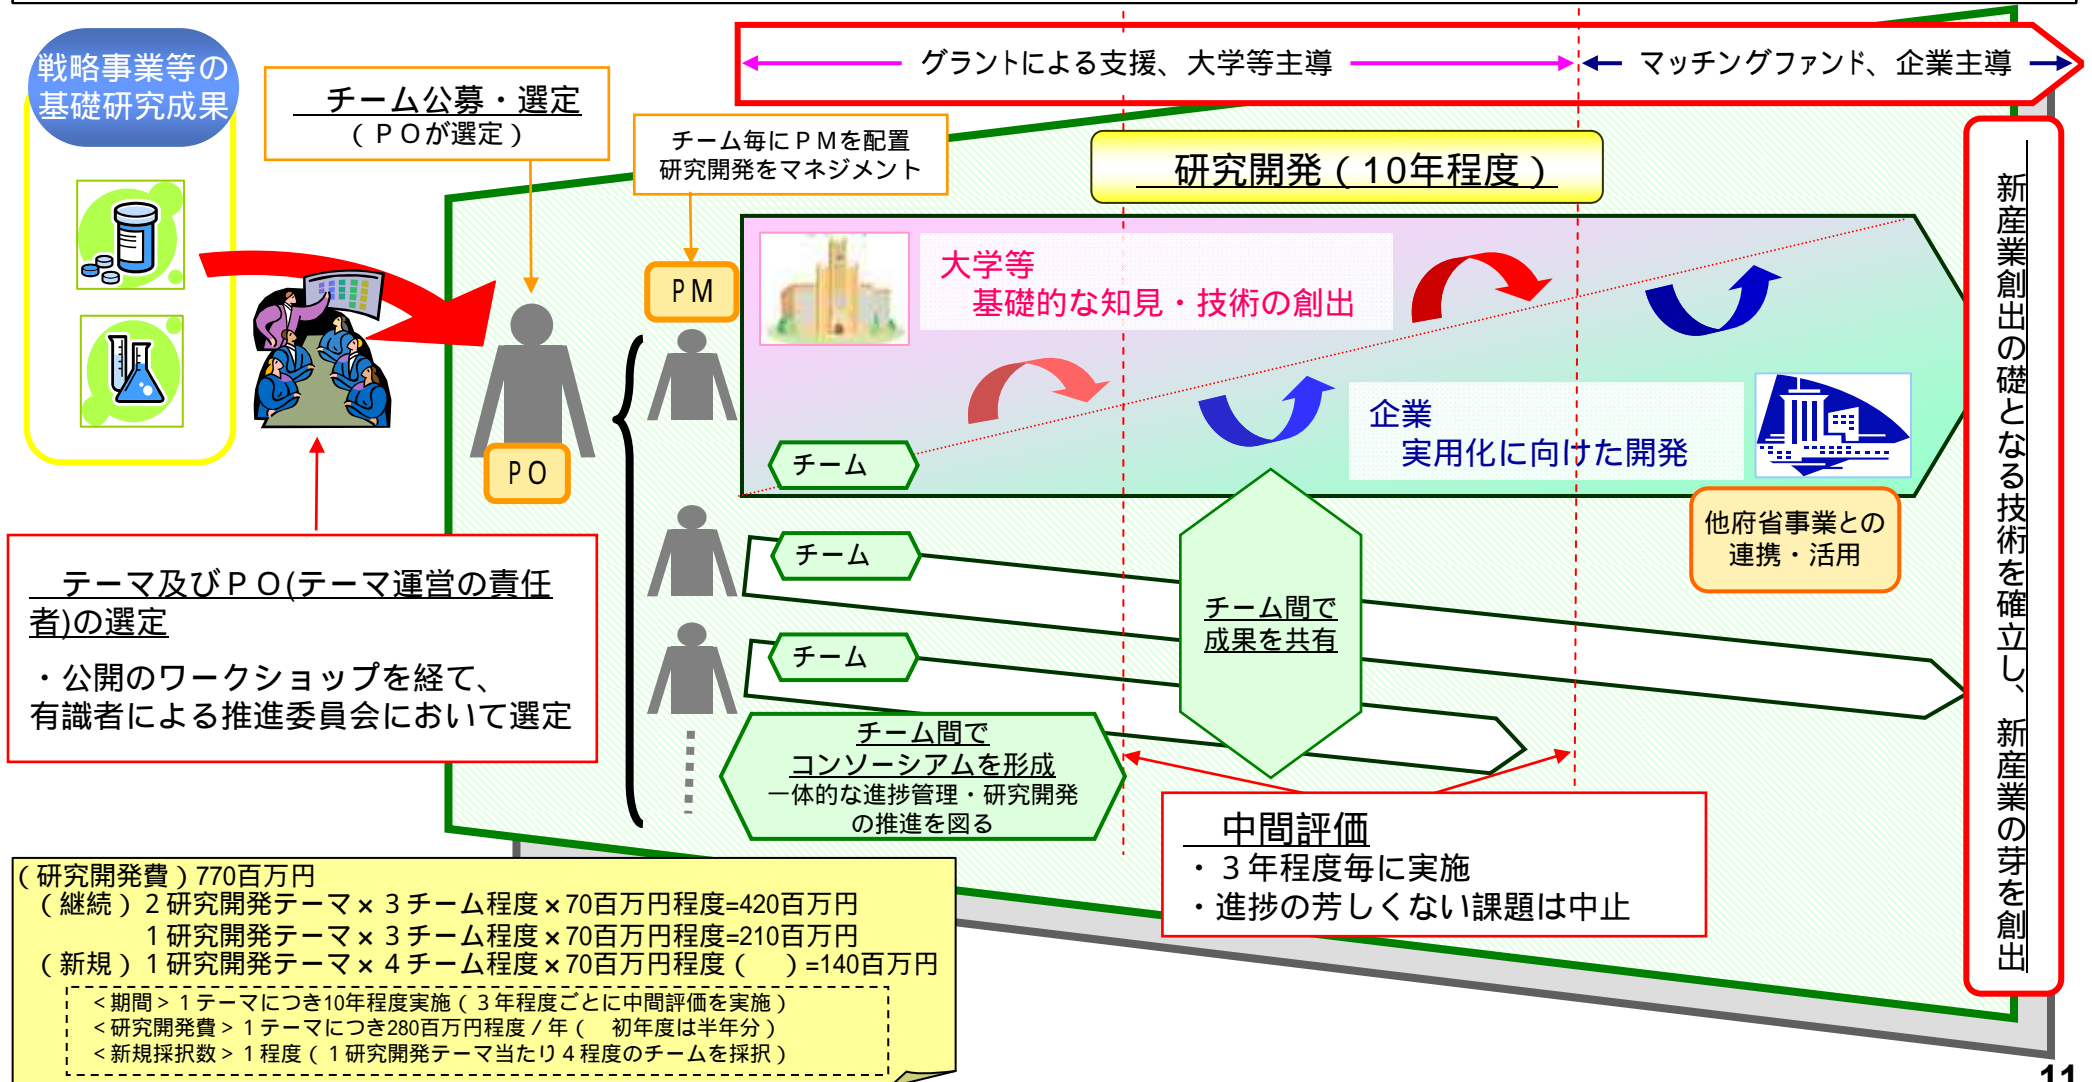 戦略事業等の
基礎研究成果
チーム公募・選定
（ＰＯが選定）
チーム毎にＰＭを配置
研究開発をマネジメント
グラントによる支援、大学等主導
マッチングファンド、企業主導
研究開発（10年程度）
ＰＭ
ＰＯ
大学等
基礎的な知見・技術の創出
企業
実用化に向けた開発
チーム
チーム
チーム
他府省事業との
連携・活用
チーム間で
成果を共有
チーム間で
コンソーシアムを形成
一体的な進捗管理・研究開発
の推進を図る
テーマ及びＰＯ(テーマ運営の責任
者)の選定
・公開のワークショップを経て、
有識者による推進委員会において選定
中間評価
・３年程度毎に実施
・進捗の芳しくない課題は中止
新産業創出の礎となる技術を確立し、新産業の芽を創出
（研究開発費）770百万円
（継続）２研究開発テーマ×３チーム程度×70百万円程度=420百万円
１研究開発テーマ×３チーム程度×70百万円程度=210百万円
（新規）１研究開発テーマ×４チーム程度×70百万円程度（　）=140百万円
＜期間＞１テーマにつき10年程度実施（３年程度ごとに中間評価を実施）
＜研究開発費＞１テーマにつき280百万円程度／年（　初年度は半年分）
＜新規採択数＞１程度（１研究開発テーマ当たり４程度のチームを採択）
11